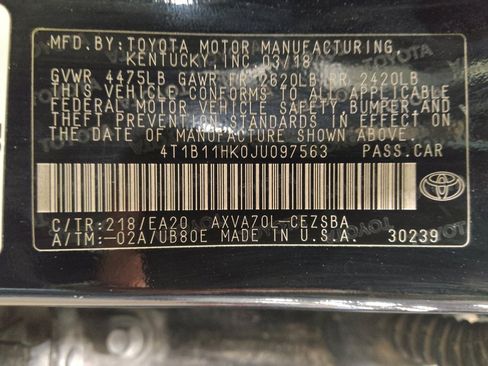 MFD.BY: TOYOTA MOTOR MANUFACTURING,
KENTUCKY, INC. 03/18
GVWR 4475LB GAWR FR 2620LB RR 2420LB
THIS VEHICLE CONFORMS TO ALL APPLICABLE
FEDERAL MOTOR VEHICLE SAFETY, BUMPER AND
THEFT PREVENTION STANDARDS IN EFFECT ON THE
DATE OF MANUFACTURE SHOWN ABOVE.
4T1B11HK0JU097563 PASS.CAR
TOYOTA
C/TR: 218/EA20 AXVA70L-CEZSBA
A/TM: -02A/UB80E MADE IN U.S.A. 30239